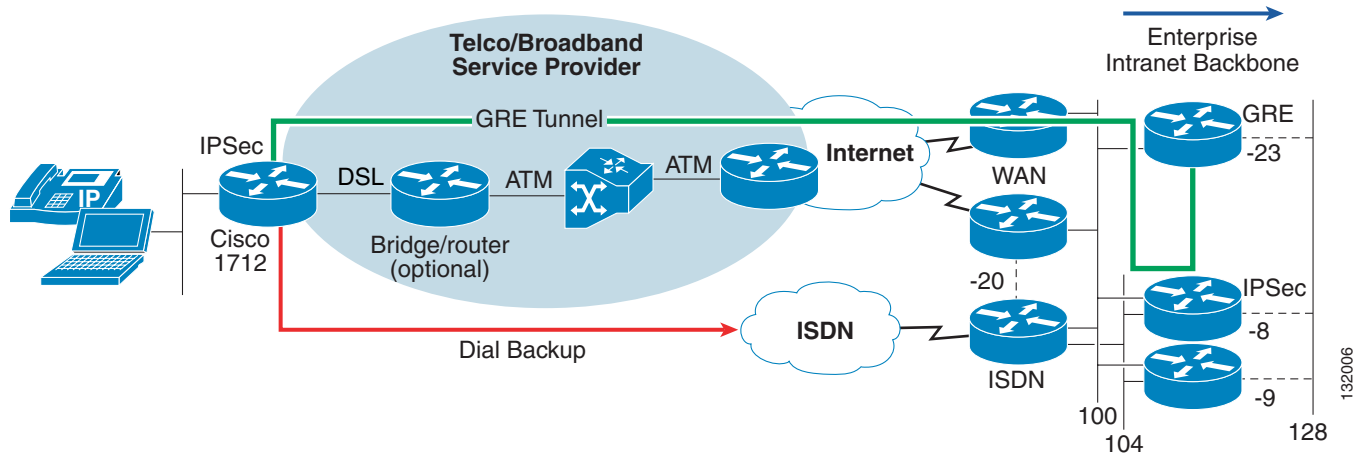 Enterprise
Intranet Backbone
Telco/Broadband
Service Provider
GRE Tunnel
GRE
IPSec
Internet
-23
WAN
DSL
ATM
ATM
IP
Cisco
1712
Bridge/router
(optional)
-20
IPSec
-8
ISDN
Dial Backup
ISDN
-9
100
104
128
132006